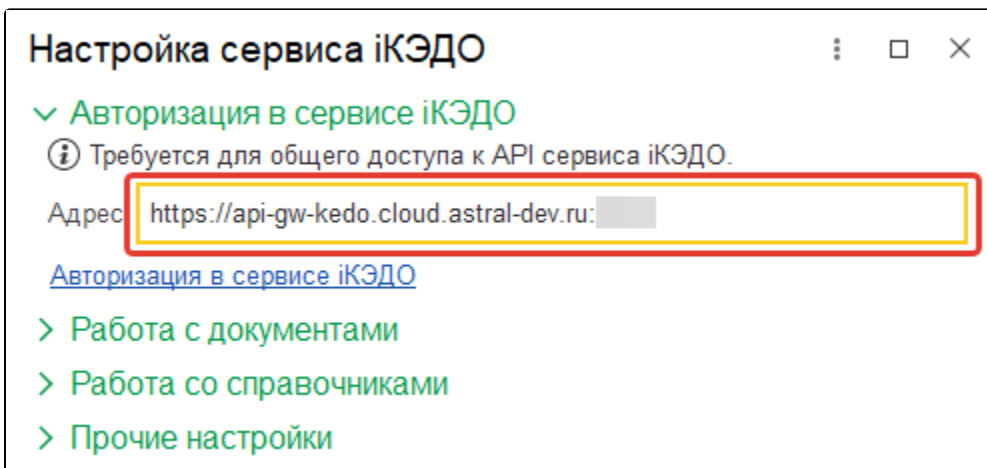 Настройка сервиса iКЭДО
Авторизация в сервисе iКЭДО
Требуется для общего доступа к API сервиса iКЭДО.
Адрес https://api-gw-kedo.cloud.astral-dev.ru:
Авторизация в сервисе iКЭДО
Работа с документами
Работа со справочниками
Прочие настройки